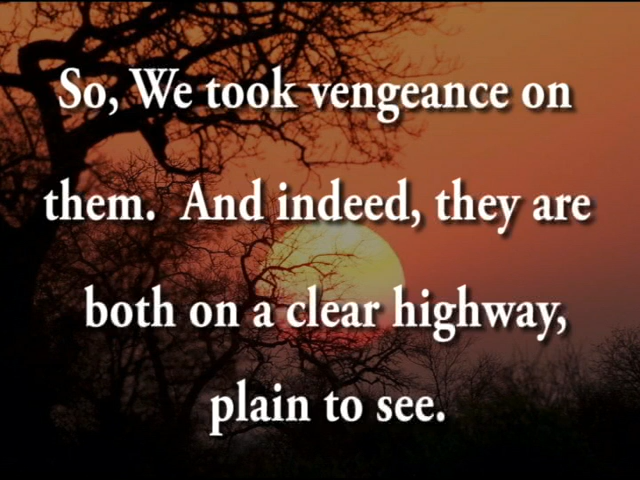 So, We took vengeance on
them. And indeed, they are
both on a clear highway,
plain to see.